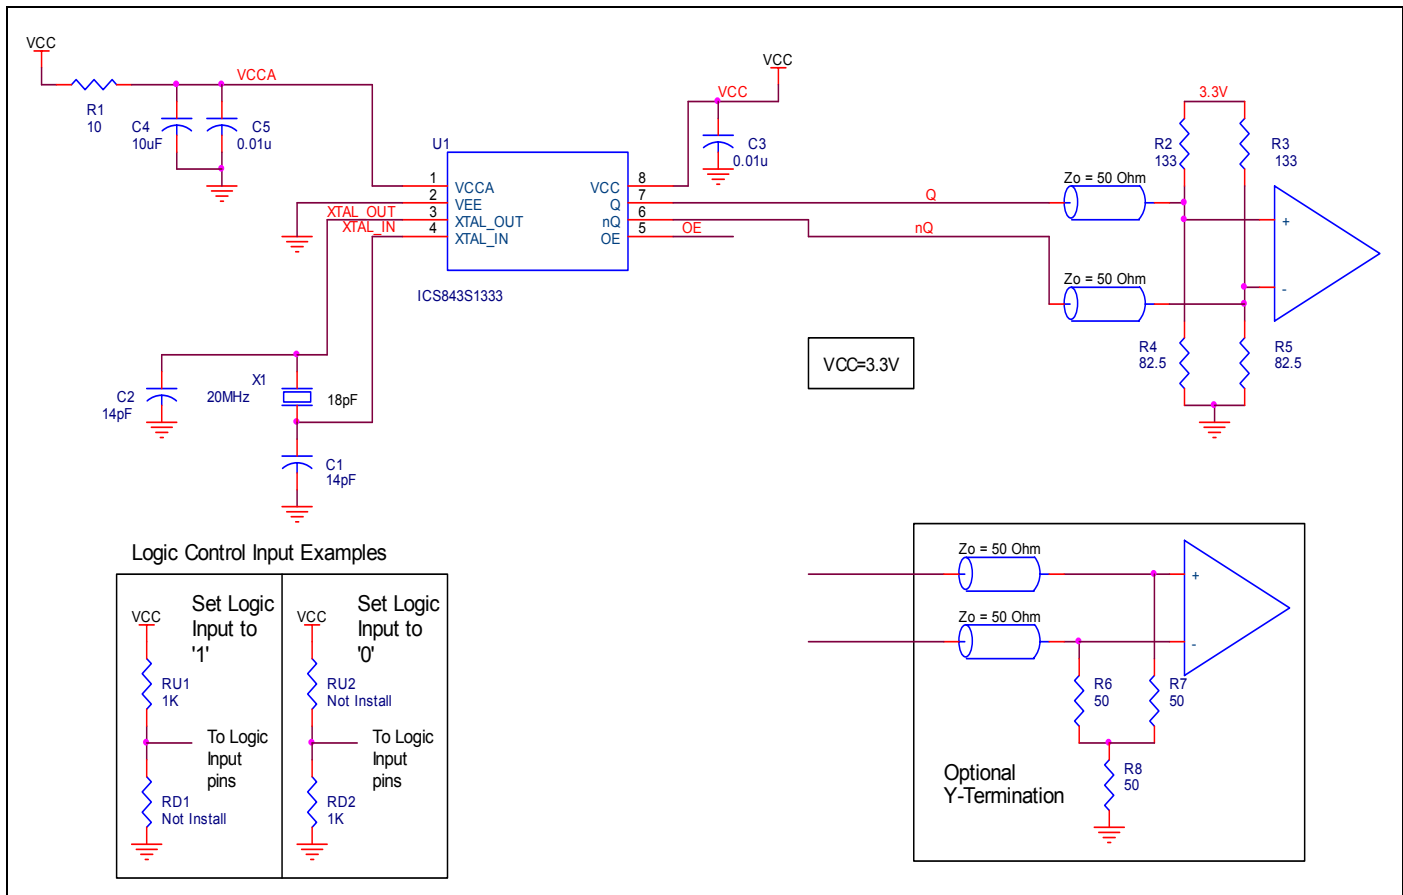 VCC
VCCA
R1
10
C4
10uF
C5
0.01u
VCC
VCC
C3
0.01u
3.3V
R2
133
R3
133
U1
1
2
3
4
VCCA
VEE
XTAL_OUT
XTAL_IN
VCC
Q
nQ
OE
8
7
6
5
XTAL_OUT
XTAL_IN
OE
Q
nQ
Zo = 50 Ohm
Zo = 50 Ohm
+
-
ICS843S1333
R4
82.5
R5
82.5
VCC=3.3V
C2
14pF
X1
20MHz
18pF
C1
14pF
Logic Control Input Examples
VCC
Set Logic
Input to
'1'
RU1
1K
To Logic
Input
pins
RD1
Not Install
VCC
Set Logic
Input to
'0'
RU2
Not Install
To Logic
Input
pins
RD2
1K
Zo = 50 Ohm
Zo = 50 Ohm
+
-
R6
50
R7
50
R8
50
Optional
Y-Termination